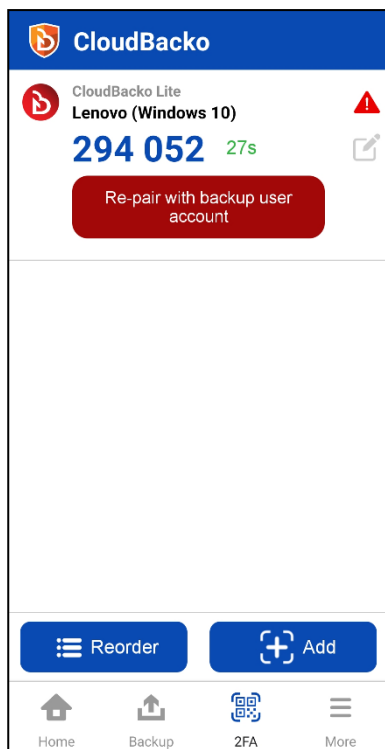 CloudBacko
CloudBacko Lite
Lenovo (Windows 10)
294 052 27s
Re-pair with backup user
account
Reorder
Add
Home
Backup
2FA
More